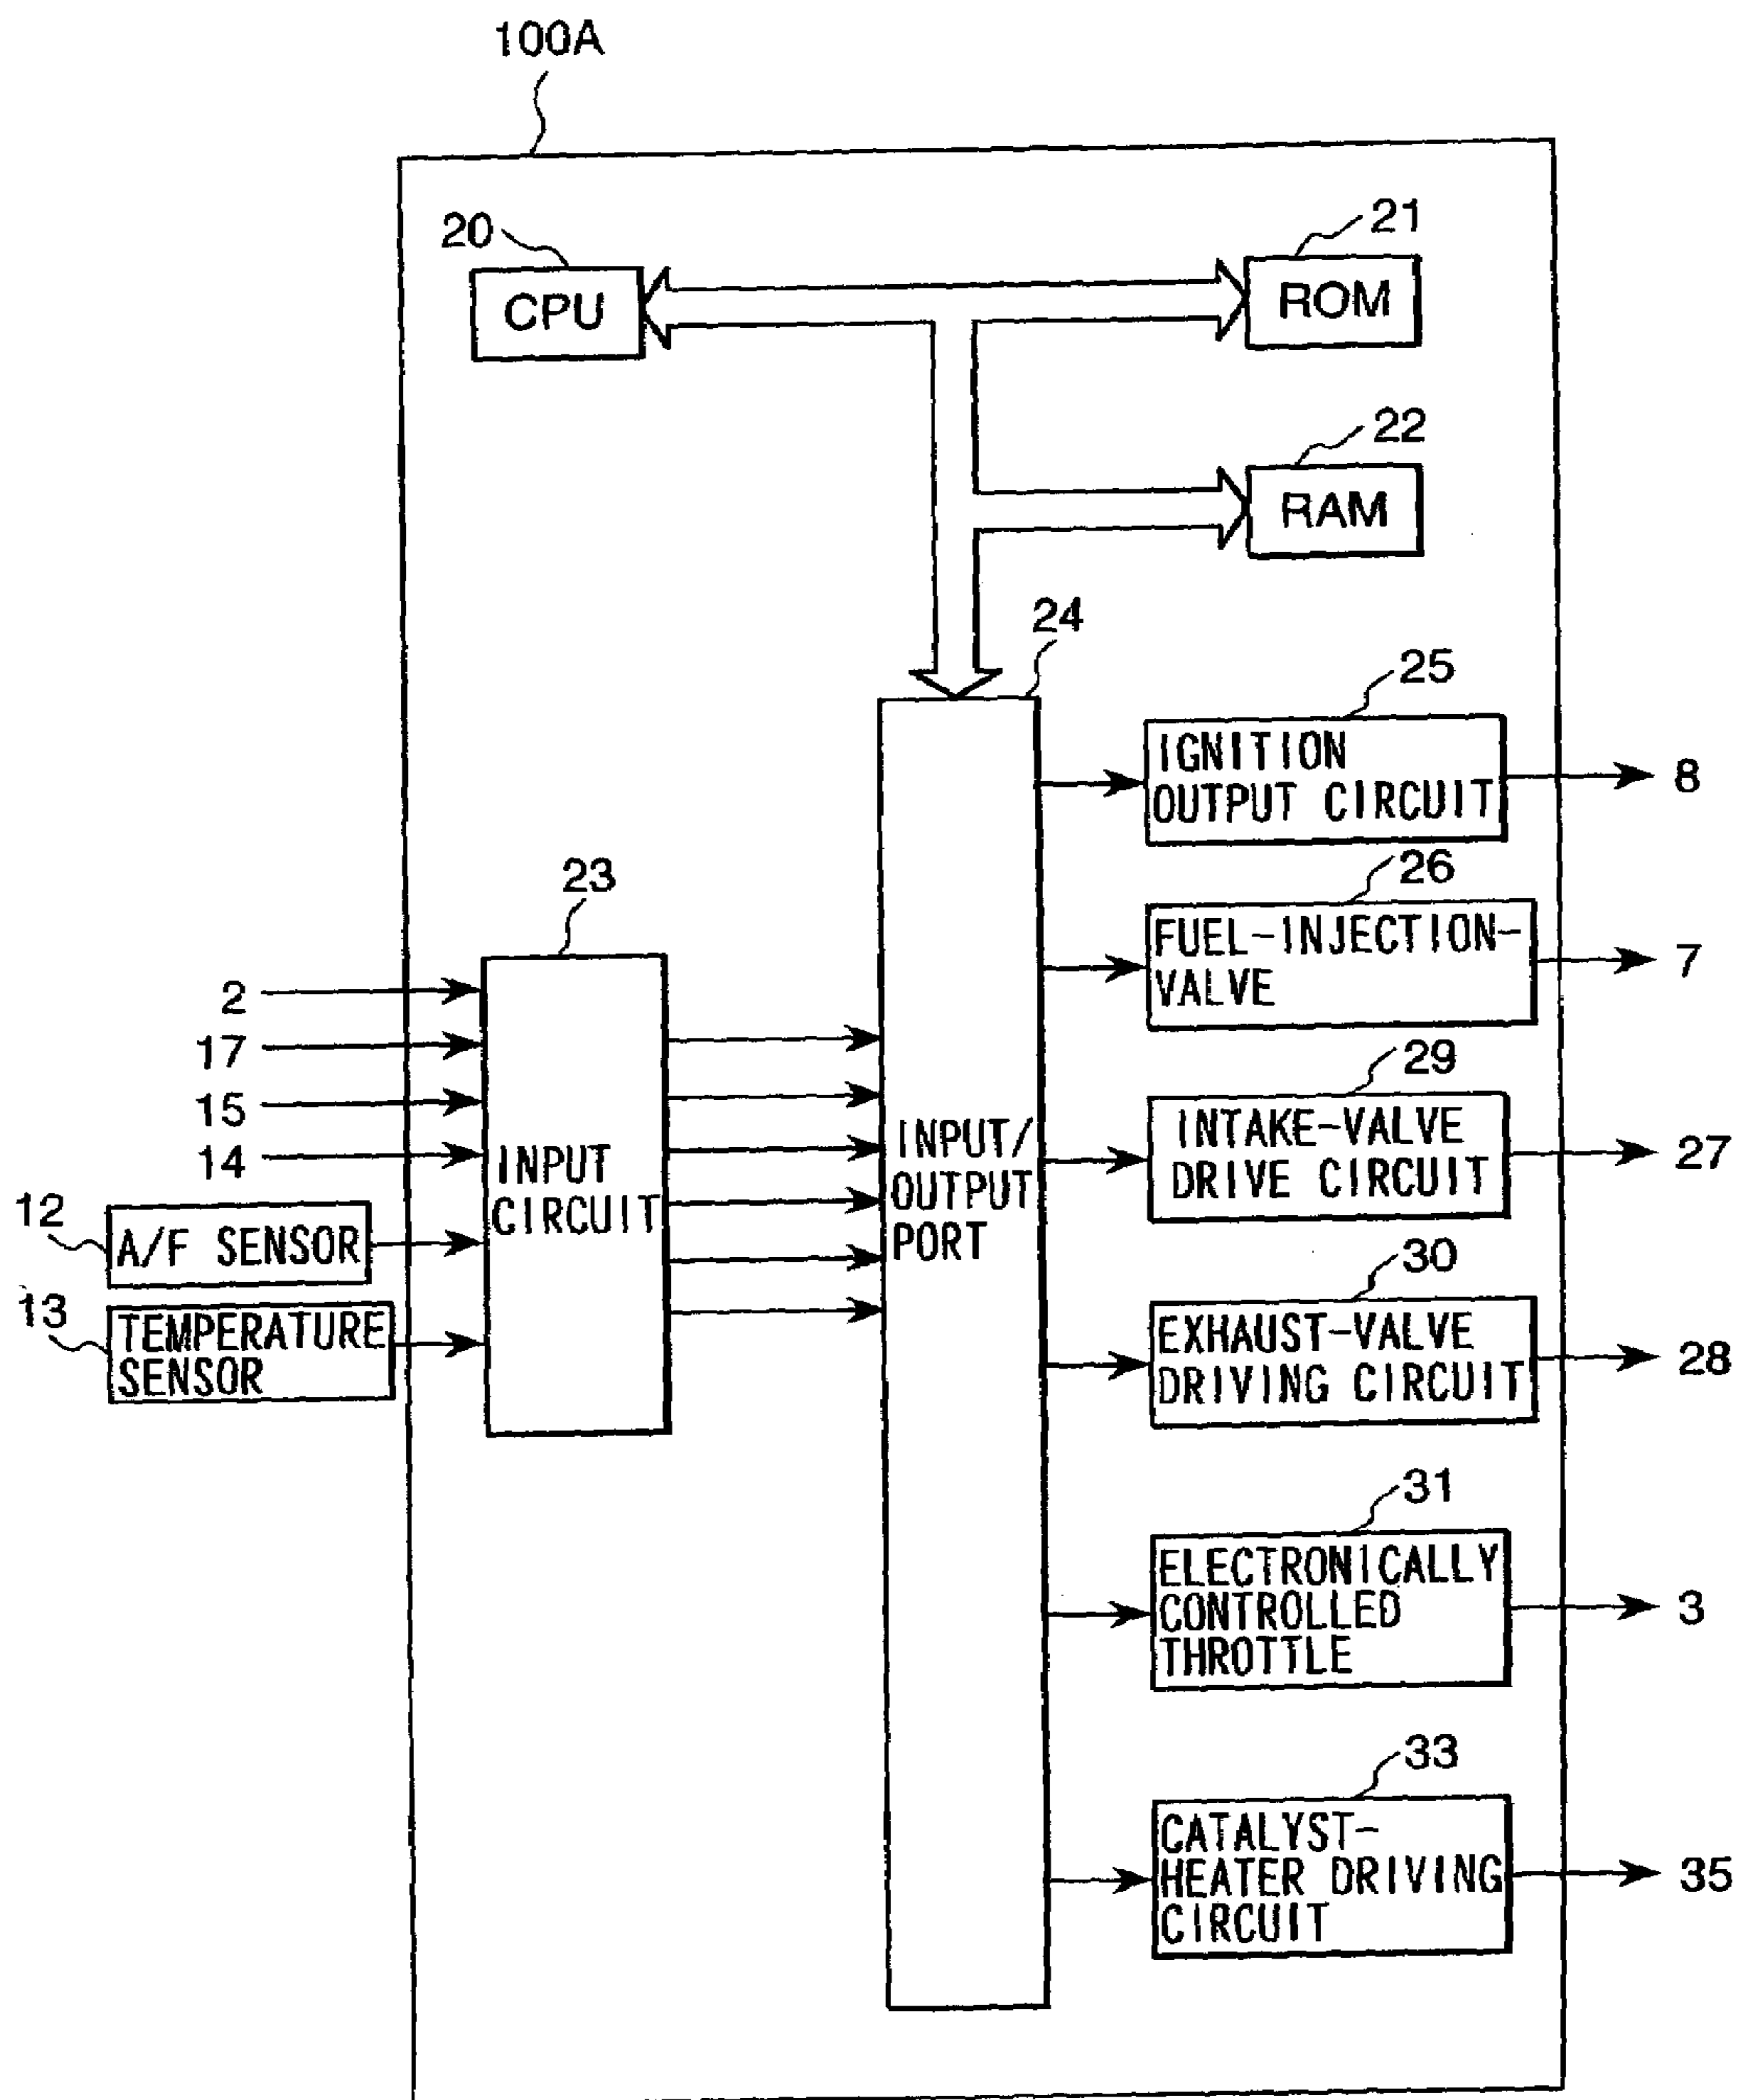 100A
20
CPU
21
ROM
22
RAM
24
INPUT/
OUTPUT
PORT
23
INPUT
CIRCUIT
2
17
15
14
12
A/F SENSOR
13
TEMPERATURE
SENSOR
25
IGNITION
OUTPUT CIRCUIT
8
26
FUEL-INJECTION-
VALVE
7
29
INTAKE-VALVE
DRIVE CIRCUIT
27
30
EXHAUST-VALVE
DRIVING CIRCUIT
28
31
ELECTRONICALLY
CONTROLLED
THROTTLE
3
33
CATALYST-
HEATER DRIVING
CIRCUIT
35